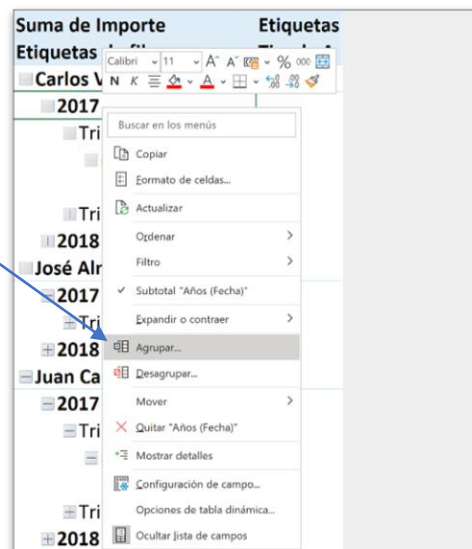 Suma de Importe Etiquetas
Etiquetas
Calibri 11 A^ A˅ % 000
Carlos V N K A
2017
Tri
Buscar en los menús
Copiar
Formato de celdas...
Tri Actualizar
2018 Ordenar
Filtro
José Alr
2017 Subtotal "Años (Fecha)"
Tri Expandir o contraer
2018 Agrupar...
Juan Ca Desagrupar...
2017 Mover
Tri Quitar "Años (Fecha)"
Mostrar detalles
Configuración de campo...
Tri Opciones de tabla dinámica...
2018 Ocultar lista de campos